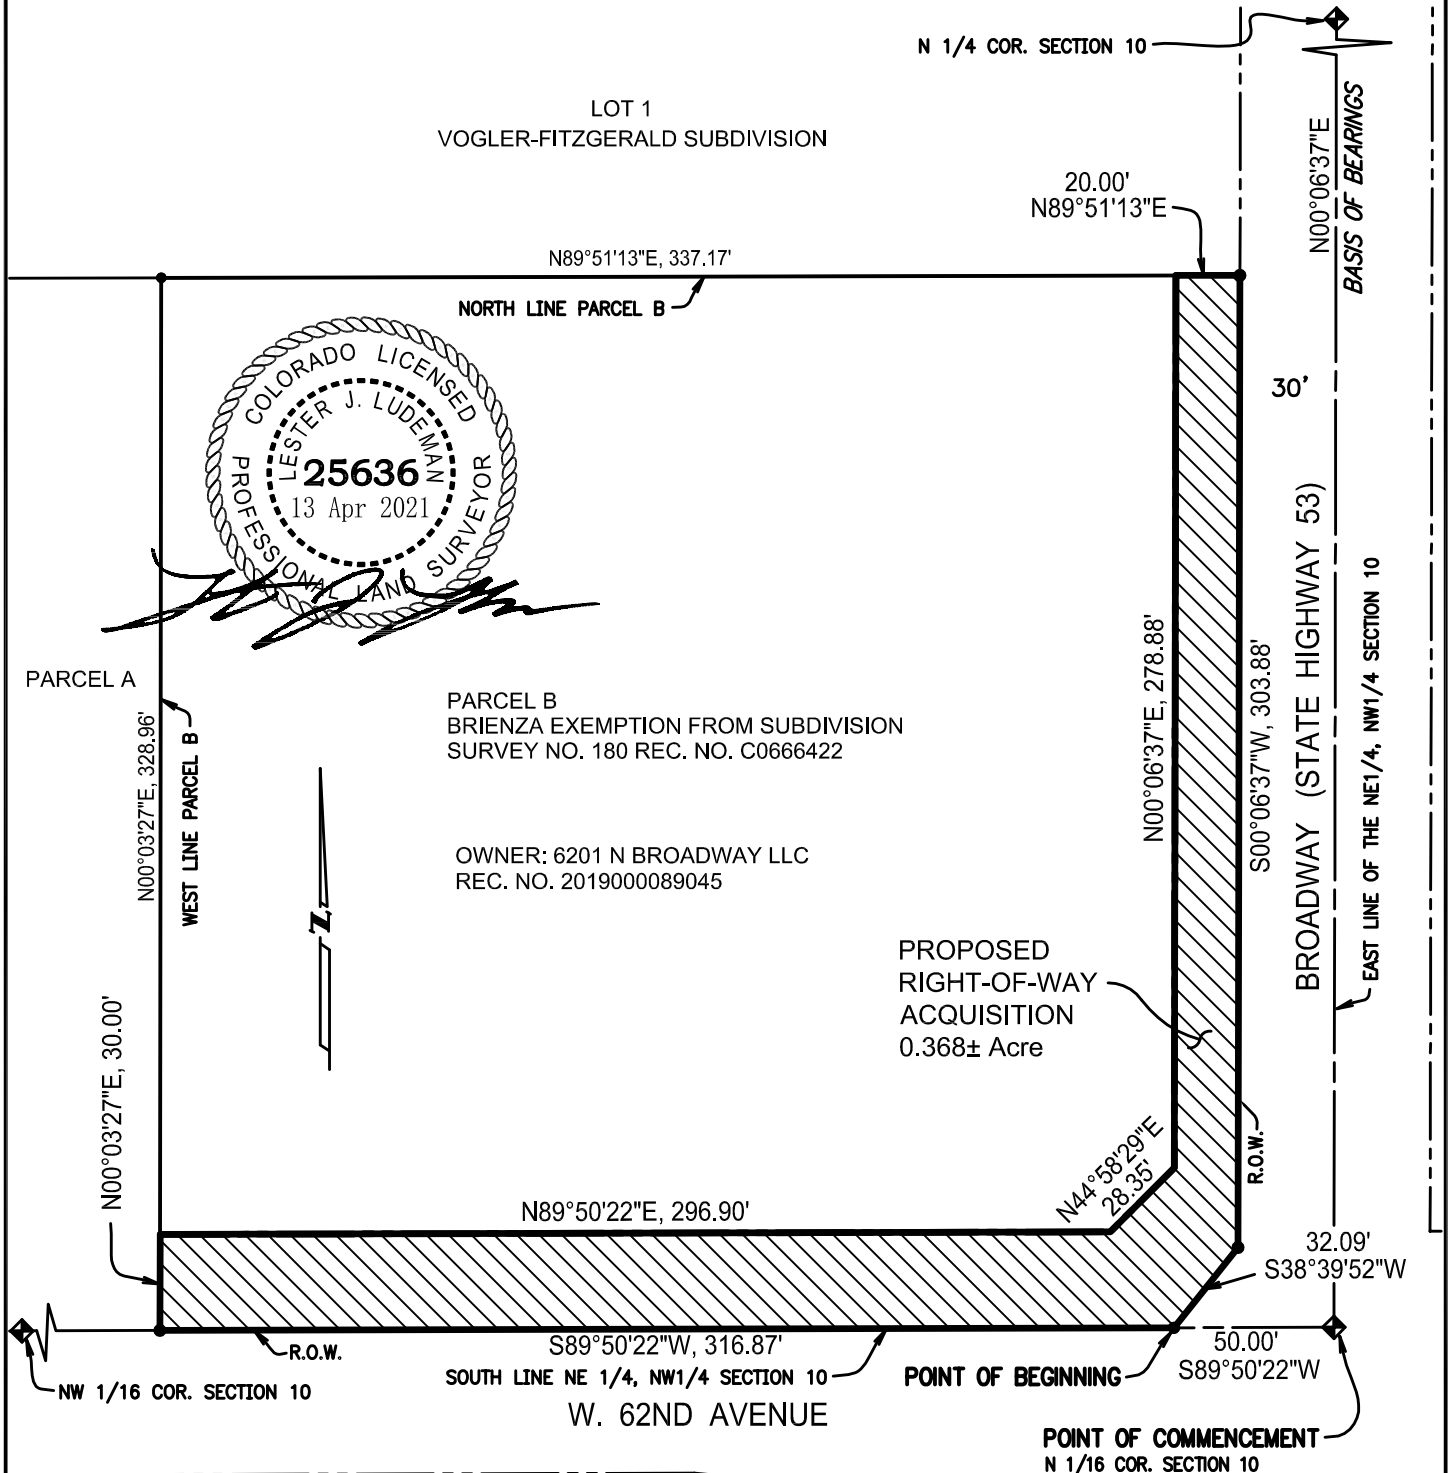 N 1/4 COR. SECTION 10
LOT 1
VOGLER-FITZGERALD SUBDIVISION
N00°06'37"E
BASIS OF BEARINGS
20.00'
N89°51'13"E
N89°51'13"E, 337.17'
NORTH LINE PARCEL B
30'
COLORADO LICENSED
PROFESSIONAL LAND SURVEYOR
LESTER J. LUDEMAN
25636
13 Apr 2021
PARCEL A
N00°03'27"E, 328.96'
WEST LINE PARCEL B
PARCEL B
BRIENZA EXEMPTION FROM SUBDIVISION
SURVEY NO. 180 REC. NO. C0666422
OWNER: 6201 N BROADWAY LLC
REC. NO. 2019000089045
Z
N00°06'37"E, 278.88'
S00°06'37"W, 303.88'
BROADWAY (STATE HIGHWAY 53)
EAST LINE OF THE NE1/4, NW1/4 SECTION 10
PROPOSED
RIGHT-OF-WAY
ACQUISITION
0.368± Acre
N00°03'27"E, 30.00'
N44°58'29"E
28.35'
R.O.W.
N89°50'22"E, 296.90'
32.09'
S38°39'52"W
R.O.W.
S89°50'22"W, 316.87'
50.00'
S89°50'22"W
NW 1/16 COR. SECTION 10
SOUTH LINE NE 1/4, NW1/4 SECTION 10
POINT OF BEGINNING
W. 62ND AVENUE
POINT OF COMMENCEMENT
N 1/16 COR. SECTION 10